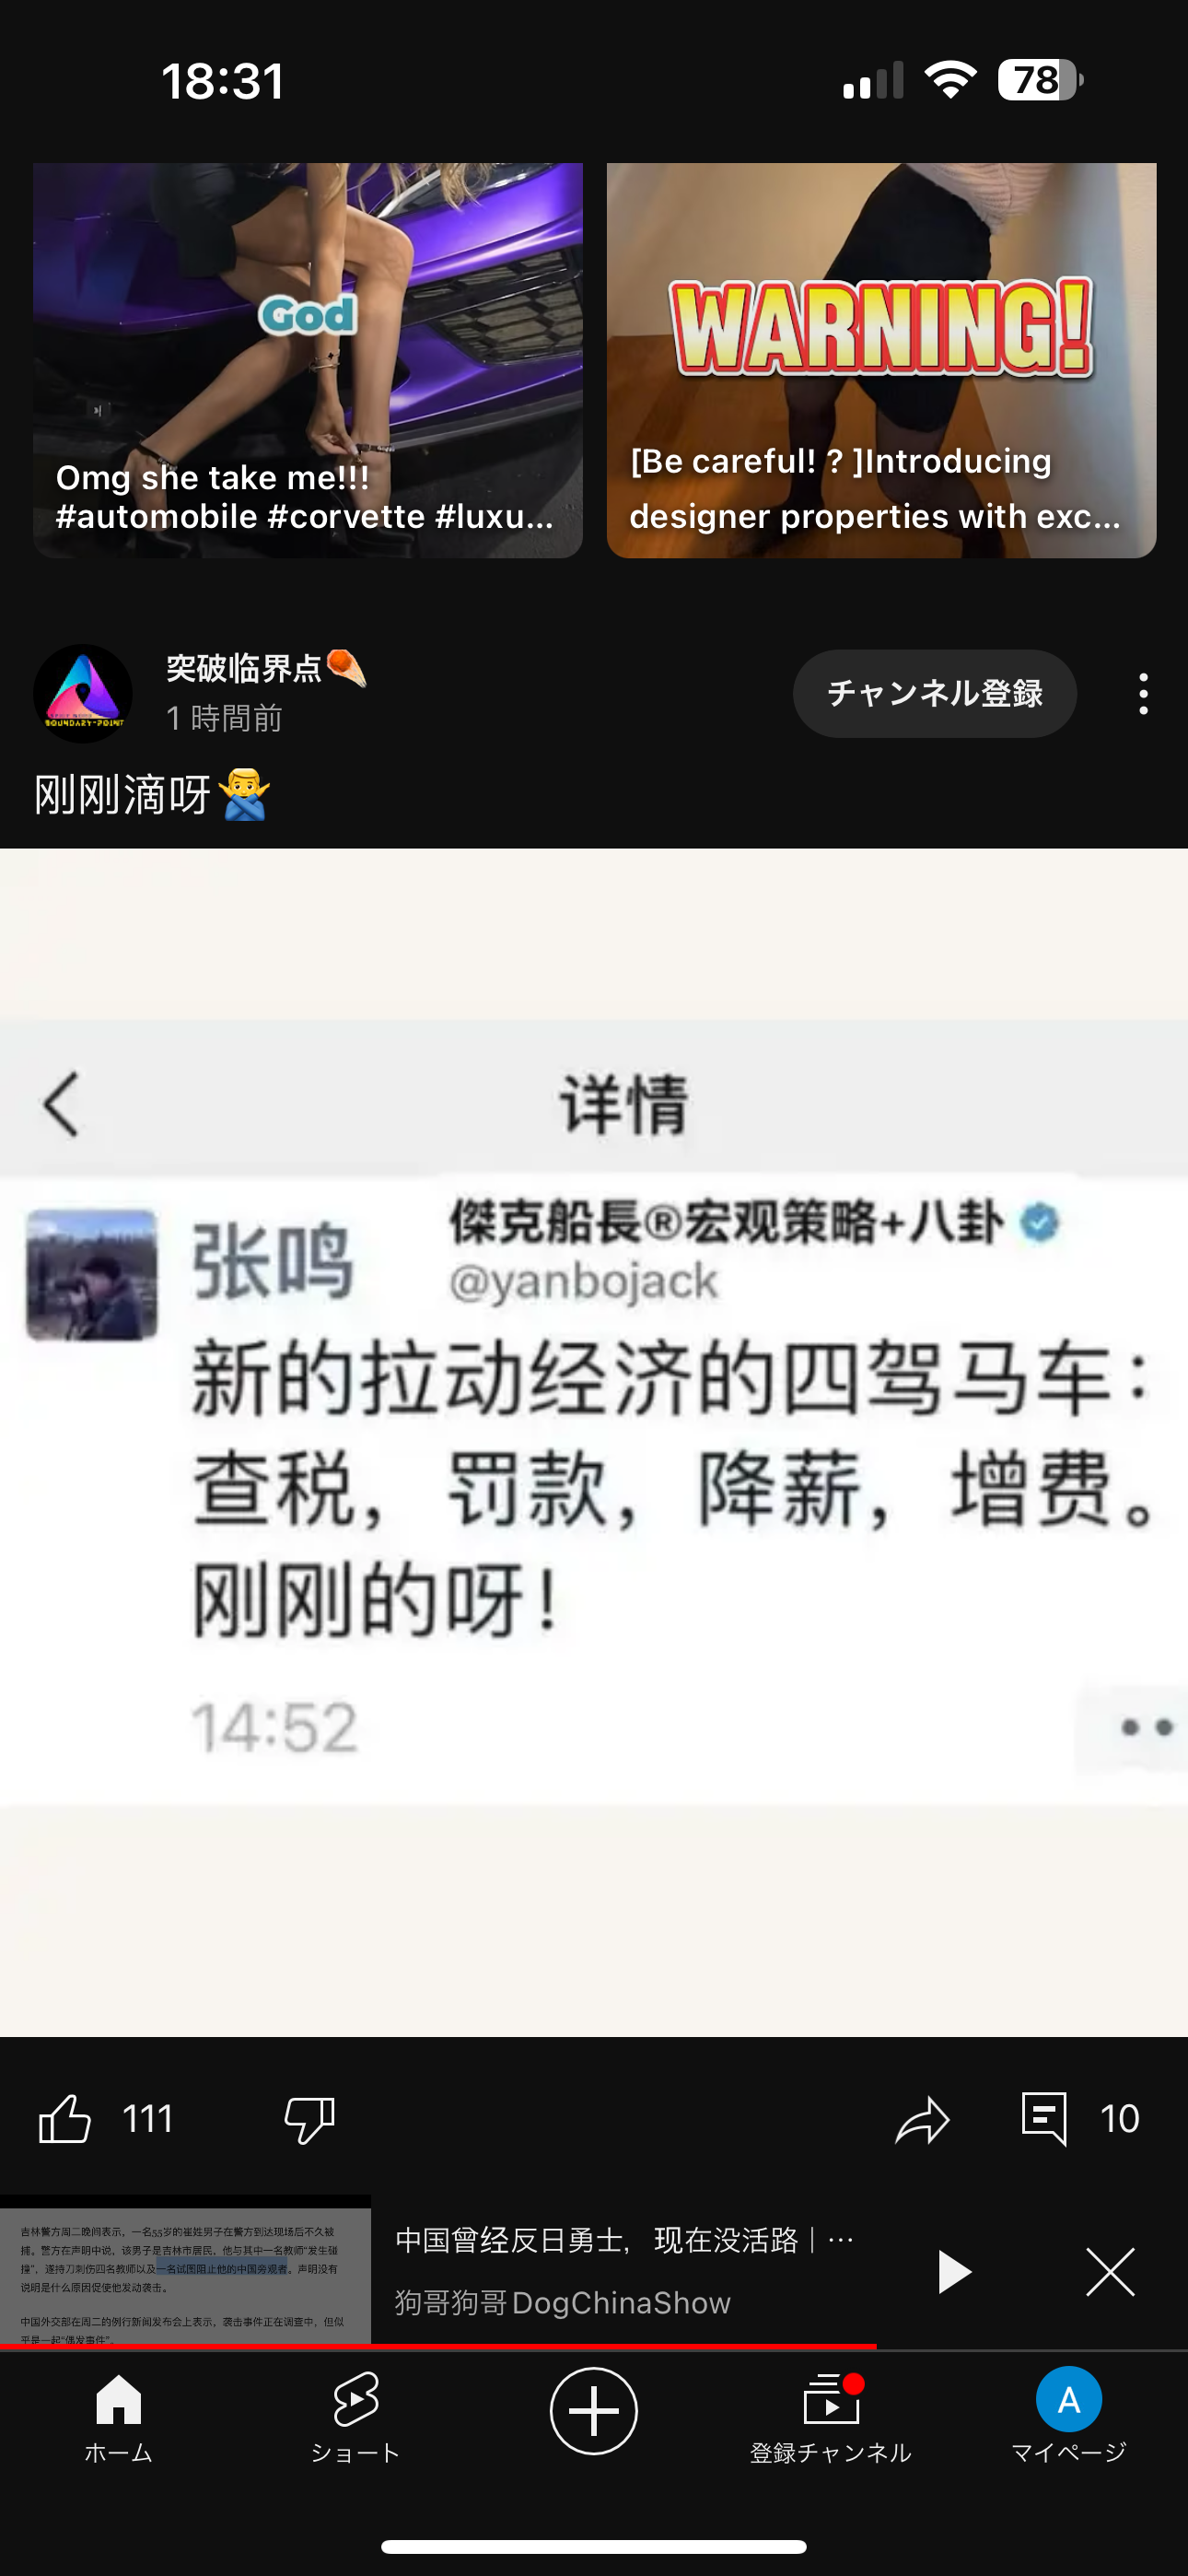 18:31
78
God
Omg she take me!!!
#automobile #corvette #luxu...
WARNING!
[Be careful!？]Introducing
designer properties with exc...
突破临界点
1 時間前
チャンネル登録
BOUNDAZY-POINT
刚刚滴呀🙅‍♂️
详情
张鸣
傑克船長®宏观策略+八卦
@yanbojack
新的拉动经济的四驾马车：
查税，罚款，降薪，增费。
刚刚的呀！
14:52
111
10
吉林警方周二晚间表示，一名55岁的崔姓男子在警方到达现场后不久被
捕。警方在声明中说，该男子是吉林市居民，他与其中一名教师“发生碰
撞”，遂持刀刺伤四名教师以及一名试图阻止他的中国旁观者。声明没有
说明是什么原因促使他发动袭击。
中国外交部在周二的例行新闻发布会上表示，袭击事件正在调查中，但似
乎是一起“偶发事件”。
中国曾经反日勇士，现在没活路｜…
狗哥狗哥DogChinaShow
ホーム
ショート
登録チャンネル
A
マイページ